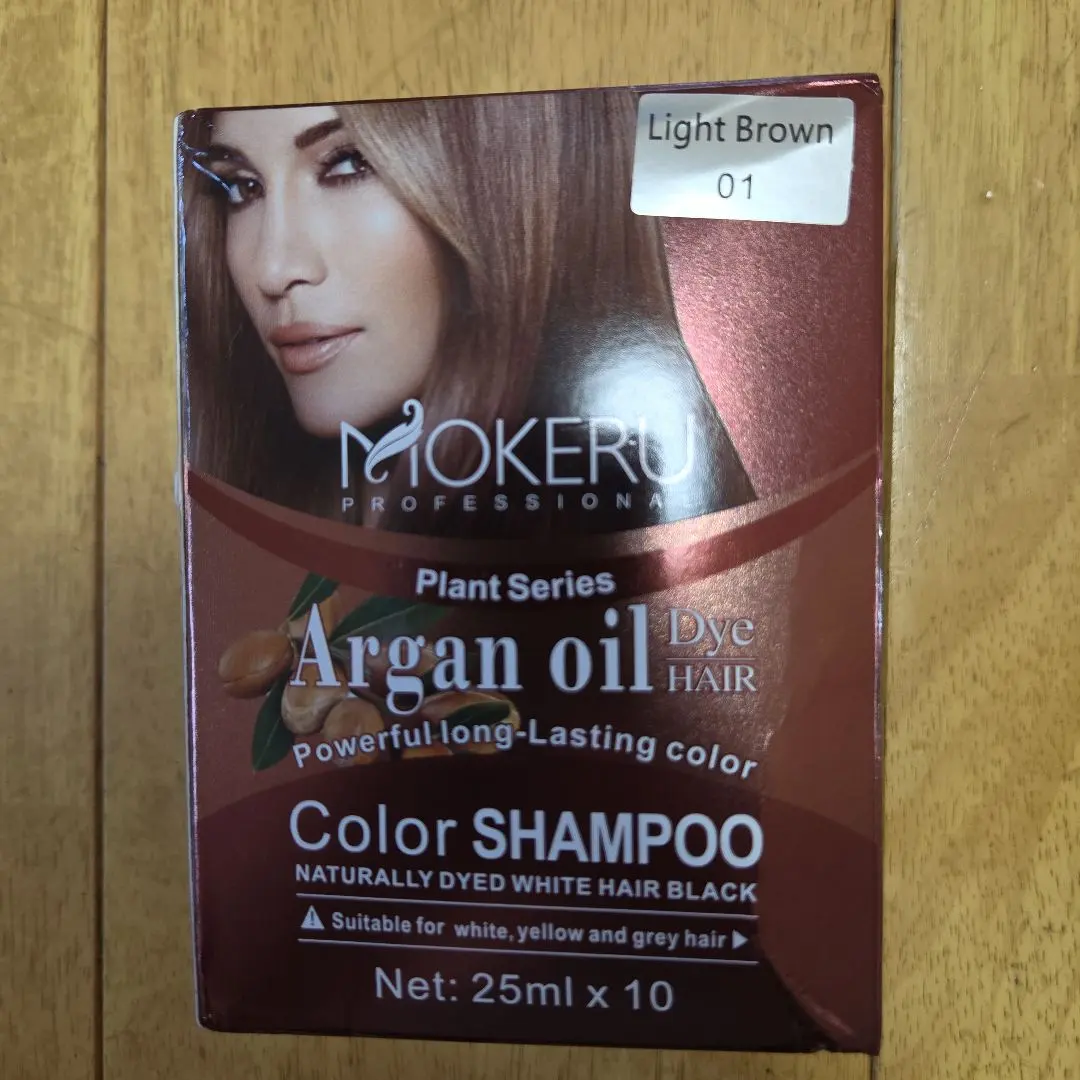 Light Brown
01
MOKERU
PROFESSIONAL
Plant Series
Argan oil
Dye
HAIR
Powerful long-Lasting color
Color SHAMPOO
NATURALLY DYED WHITE HAIR BLACK
Suitable for white, yellow and grey hair
Net: 25ml x 10